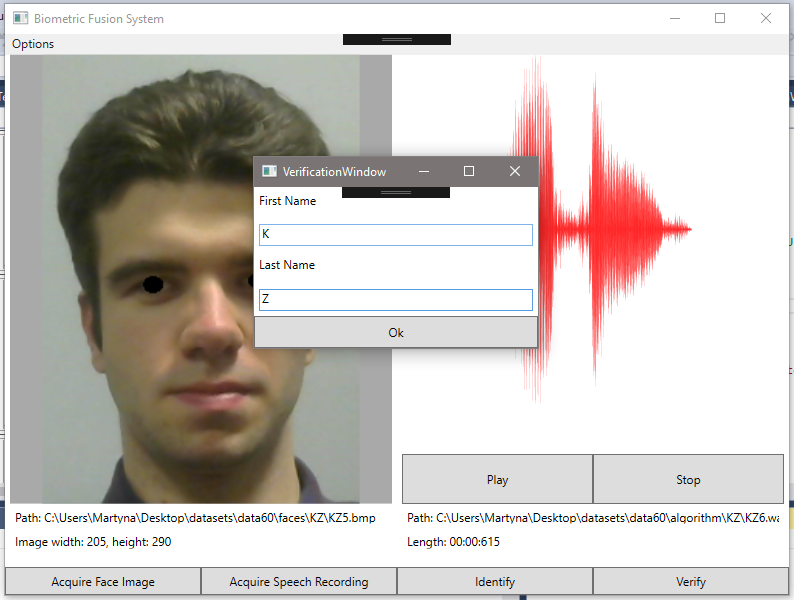 Biometric Fusion System
Options
VerificationWindow
First Name
K
Last Name
Z
Ok
Play
Stop
Path: C:\Users\Martyna\Desktop\datasets\data60\faces\KZ\KZ5.bmp
Path: C:\Users\Martyna\Desktop\datasets\data60\algorithm\KZ\KZ6.wa
Image width: 205, height: 290
Length: 00:00:615
Acquire Face Image
Acquire Speech Recording
Identify
Verify